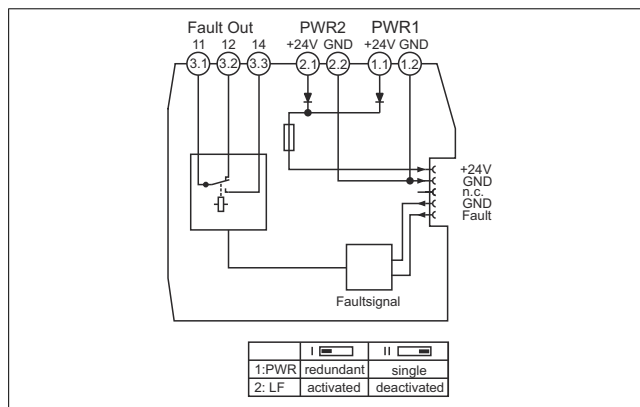 Fault Out PWR2 PWR1
11 12 14 +24V GND +24V GND
3.1 3.2 3.3 2.1 2.2 1.1 1.2
+24V
GND
n.c.
GND
Fault
Faultsignal
I II
1:PWR redundant single
2: LF activated deactivated